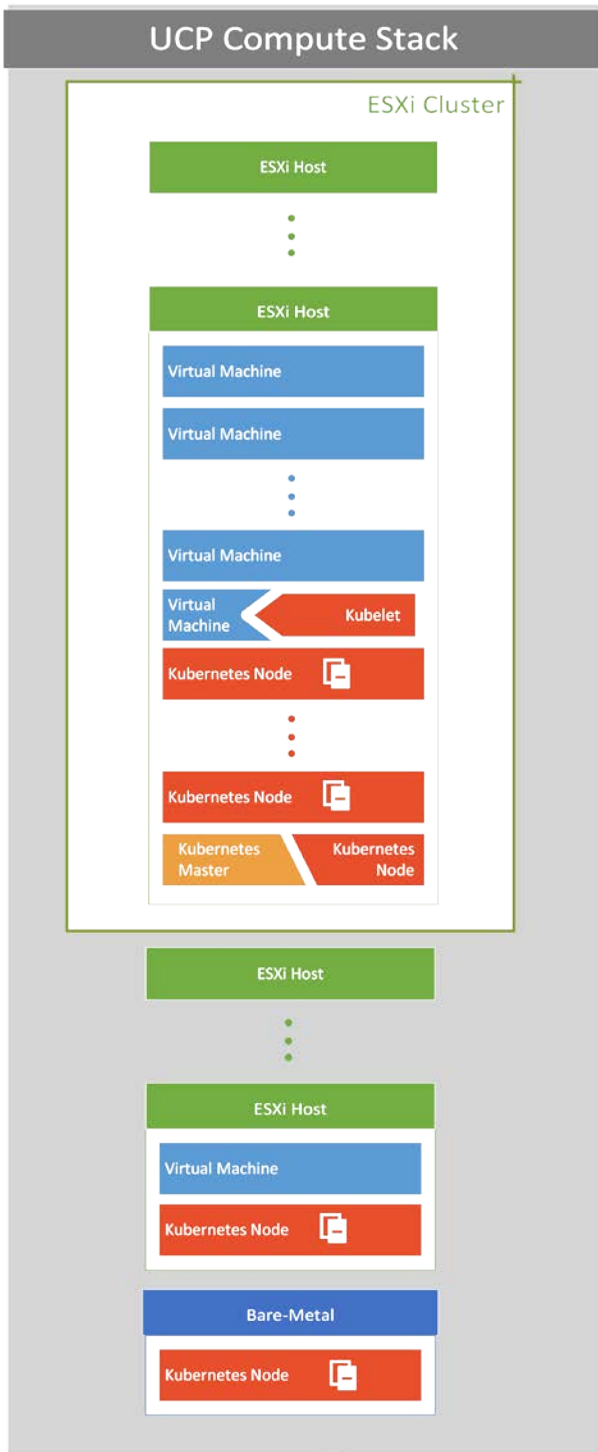 UCP Compute Stack
ESXi Cluster
ESXi Host
ESXi Host
Virtual Machine
Virtual Machine
Virtual Machine
Virtual
Machine
Kubelet
Kubernetes Node
Kubernetes Node
Kubernetes
Master
Kubernetes
Node
ESXi Host
ESXi Host
Virtual Machine
Kubernetes Node
Bare-Metal
Kubernetes Node